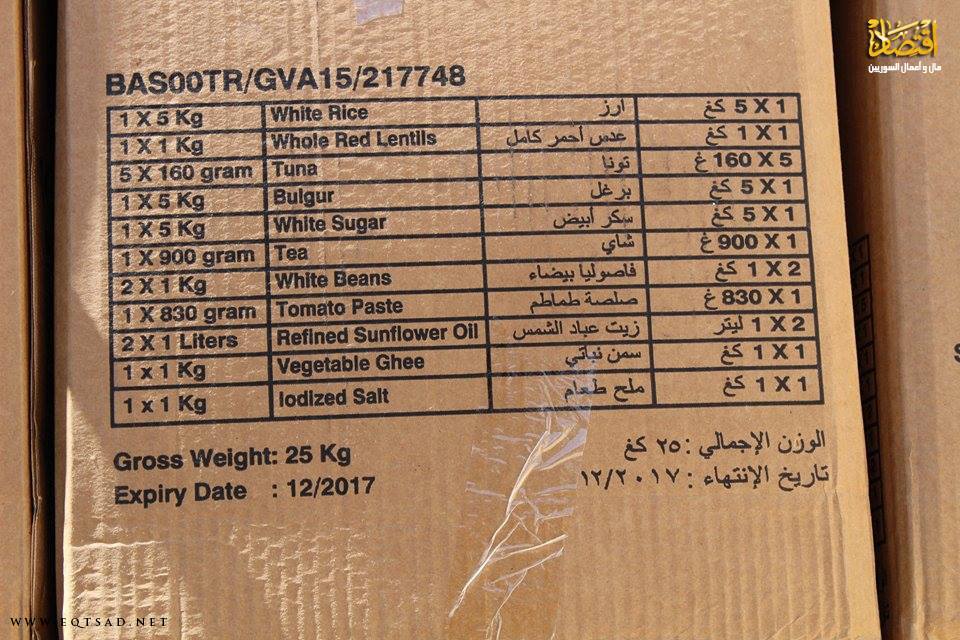 اقتصاد
مال و أعمال السوريين
BAS00TR/GVA15/217748
1 X 5 Kg White Rice ارز 1 X 5 كغ
1 X 1 Kg Whole Red Lentils عدس أحمر كامل 1 X 1 كغ
5 X 160 gram Tuna تونا 5 X 160 غ
1 X 5 Kg Bulgur برغل 1 X 5 كغ
1 X 5 Kg White Sugar سكر أبيض 1 X 5 كغ
1 X 900 gram Tea شاي 1 X 900 غ
2 X 1 Kg White Beans فاصوليا بيضاء 2 X 1 كغ
1 X 830 gram Tomato Paste صلصة طماطم 1 X 830 غ
2 X 1 Liters Refined Sunflower Oil زيت عباد الشمس 2 X 1 ليتر
1 x 1 Kg Vegetable Ghee سمن نباتي 1 X 1 كغ
1 x 1 Kg Iodized Salt ملح طعام 1 X 1 كغ
Gross Weight: 25 Kg الوزن الإجمالي : ٢٥ كغ
Expiry Date : 12/2017 تاريخ الإنتهاء : ١٢/٢٠١٧
WWW.EQTSAD.NET